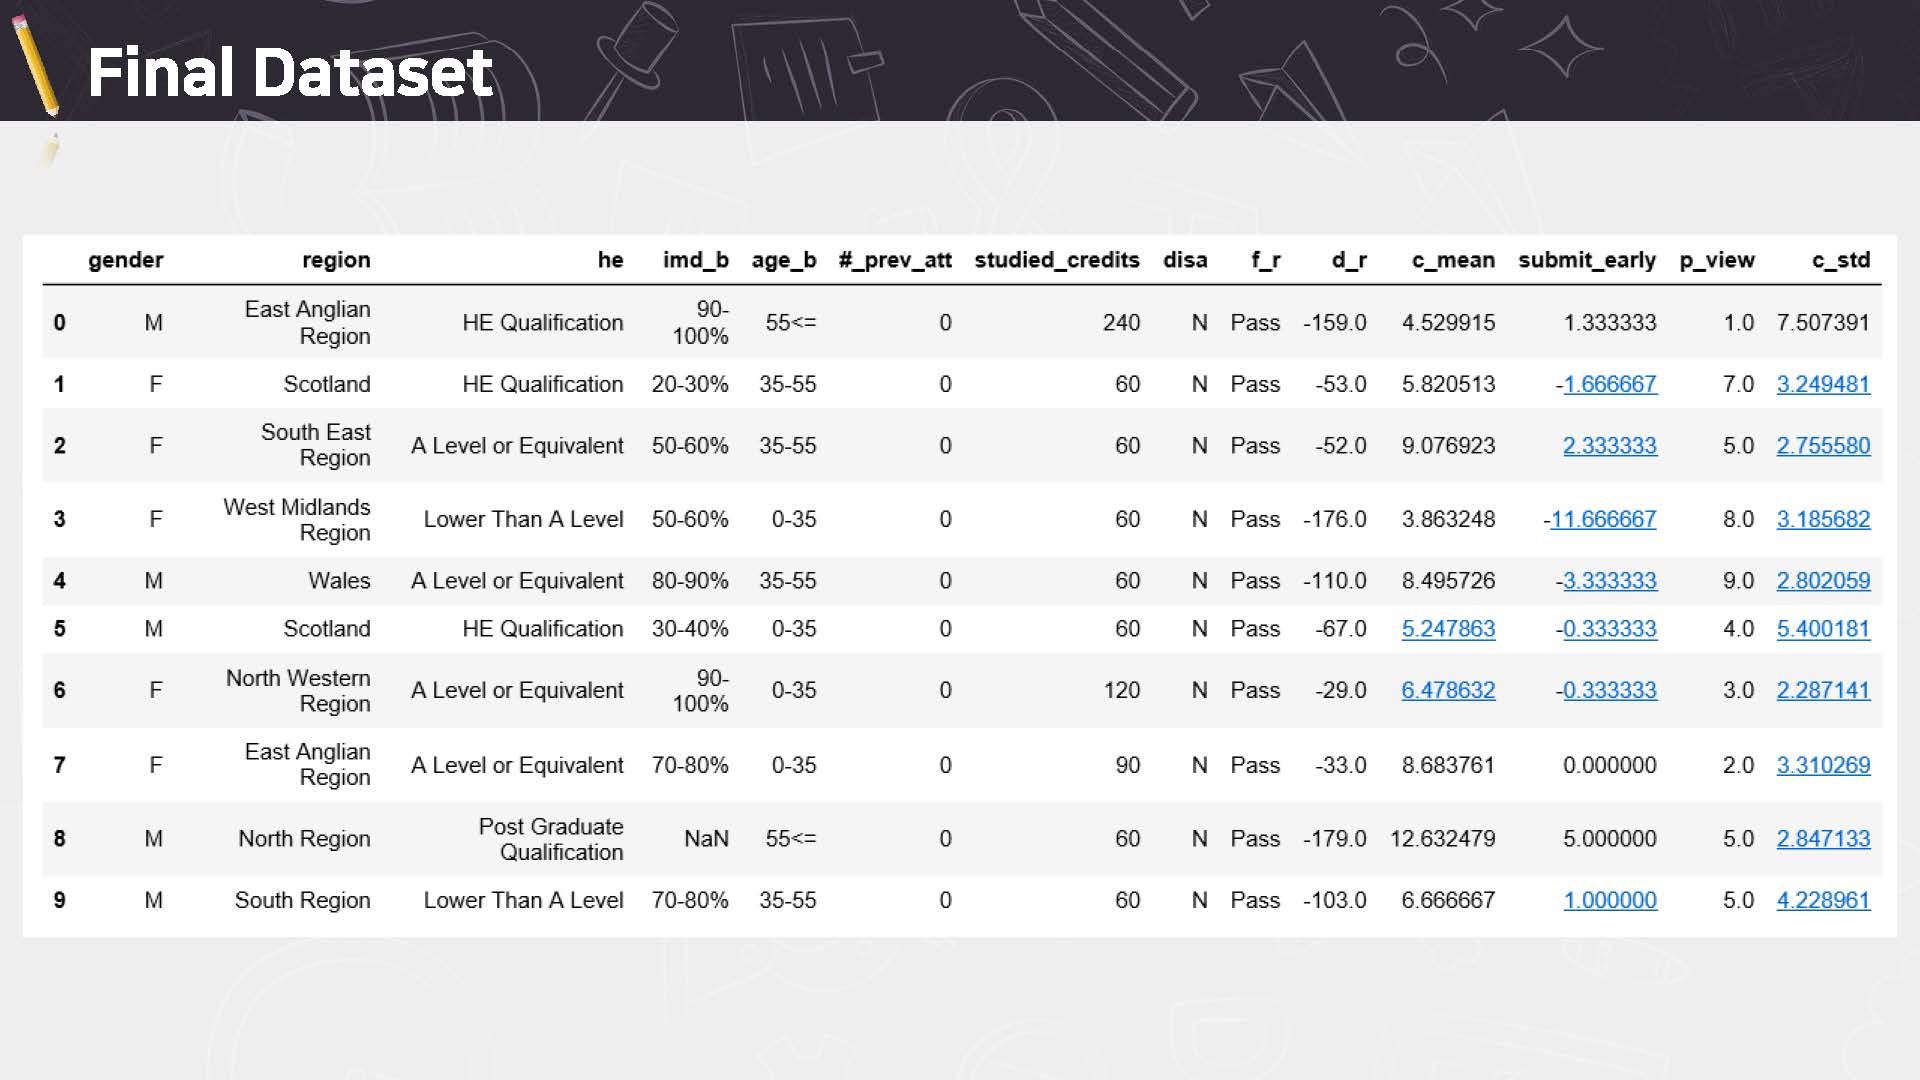 Final Dataset
gender region he imd_b age_b #_prev_att studied_credits disa f_r d_r c_mean submit_early p_view c_std
0 M East Anglian Region HE Qualification 90-100% 55<= 0 240 N Pass -159.0 4.529915 1.333333 1.0 7.507391
1 F Scotland HE Qualification 20-30% 35-55 0 60 N Pass -53.0 5.820513 -1.666667 7.0 3.249481
2 F South East Region A Level or Equivalent 50-60% 35-55 0 60 N Pass -52.0 9.076923 2.333333 5.0 2.755580
3 F West Midlands Region Lower Than A Level 50-60% 0-35 0 60 N Pass -176.0 3.863248 -11.666667 8.0 3.185682
4 M Wales A Level or Equivalent 80-90% 35-55 0 60 N Pass -110.0 8.495726 -3.333333 9.0 2.802059
5 M Scotland HE Qualification 30-40% 0-35 0 60 N Pass -67.0 5.247863 -0.333333 4.0 5.400181
6 F North Western Region A Level or Equivalent 90-100% 0-35 0 120 N Pass -29.0 6.478632 -0.333333 3.0 2.287141
7 F East Anglian Region A Level or Equivalent 70-80% 0-35 0 90 N Pass -33.0 8.683761 0.000000 2.0 3.310269
8 M North Region Post Graduate Qualification NaN 55<= 0 60 N Pass -179.0 12.632479 5.000000 5.0 2.847133
9 M South Region Lower Than A Level 70-80% 35-55 0 60 N Pass -103.0 6.666667 1.000000 5.0 4.228961